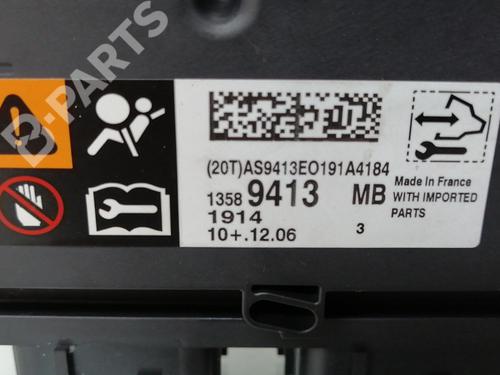 B-PARTS
(20T)AS9413EO191A4184
1358 9413 MB
1914
10+.12.06 3
Made In France
WITH IMPORTED
PARTS